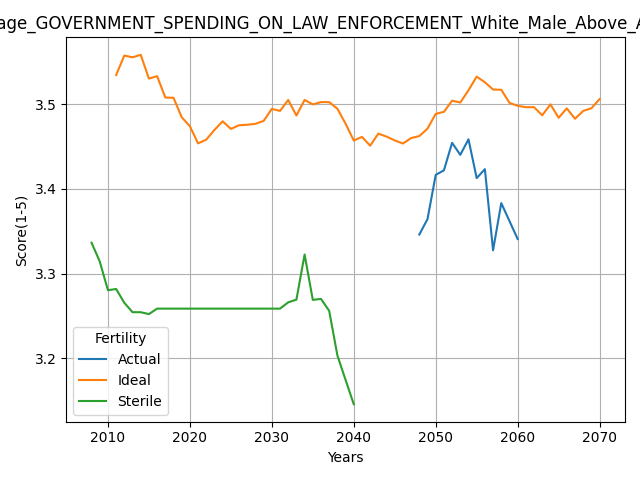 age_GOVERNMENT_SPENDING_ON_LAW_ENFORCEMENT_White_Male_Above_A
Score(1-5)
3.5
3.4
3.3
3.2
Fertility
Actual
Ideal
Sterile
2010 2020 2030 2040 2050 2060 2070
Years